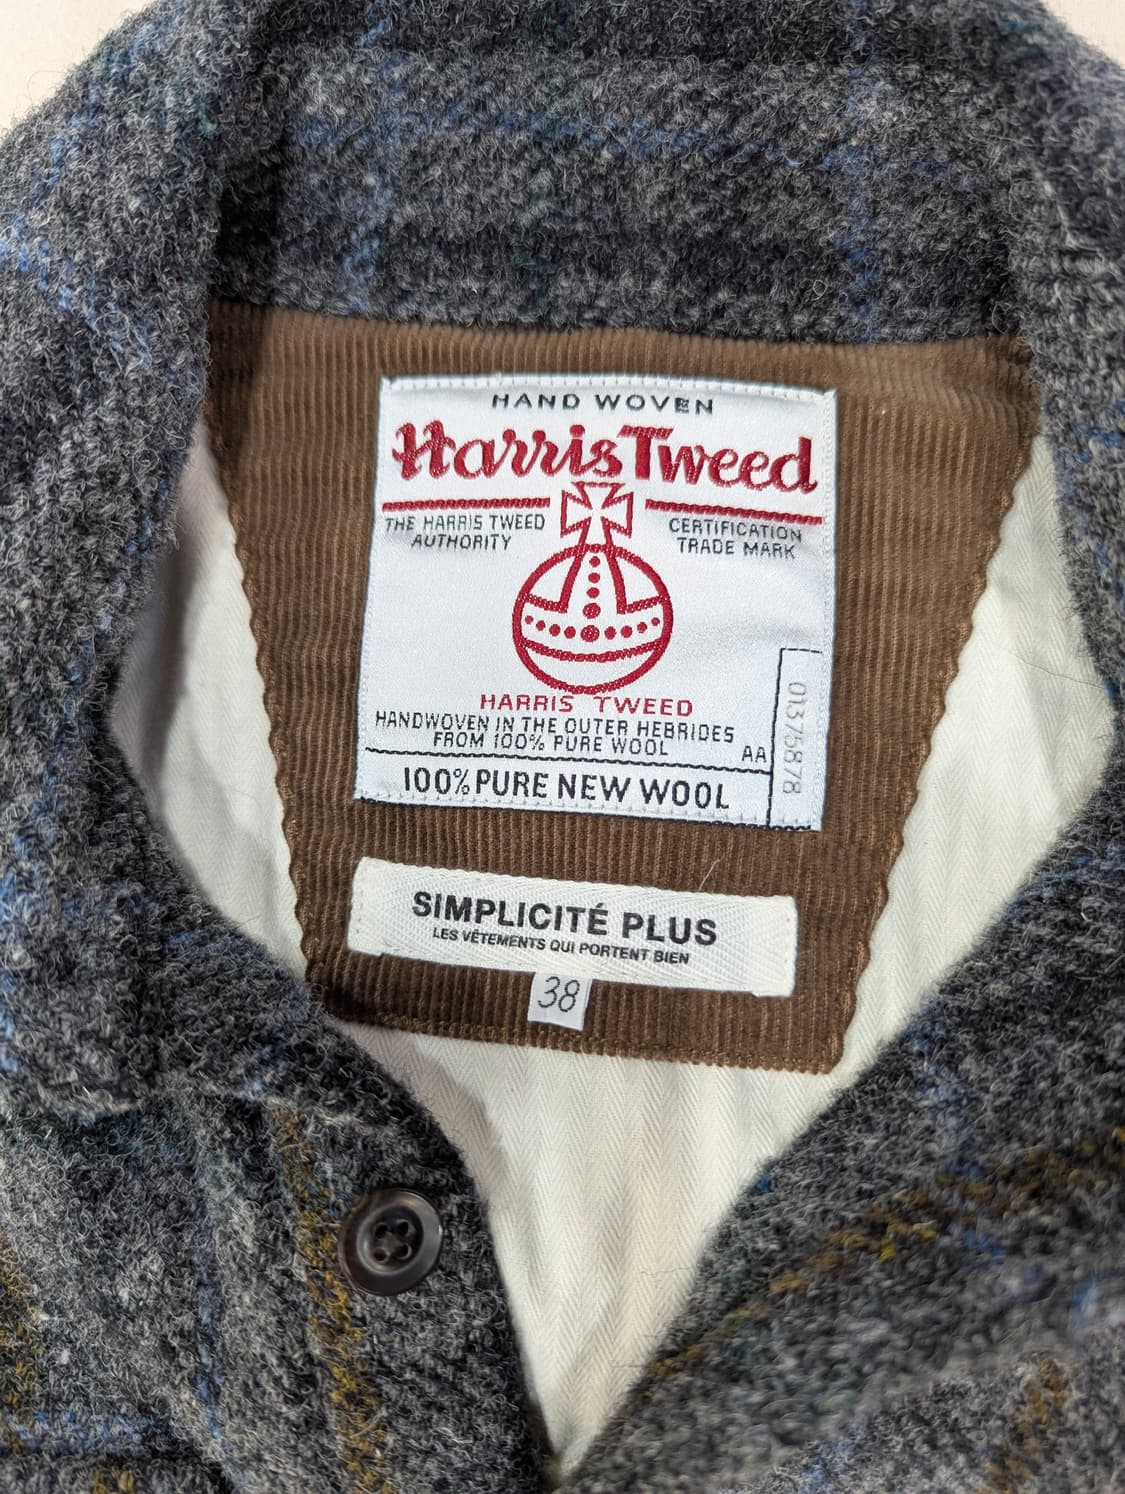 HAND WOVEN
Harris Tweed
THE HARRIS TWEED
AUTHORITY
CERTIFICATION
TRADE MARK
HARRIS TWEED
HANDWOVEN IN THE OUTER HEBRIDES
FROM 100% PURE WOOL
AA
01375878
100% PURE NEW WOOL
SIMPLICITÉ PLUS
LES VÊTEMENTS QUI PORTENT BIEN
38